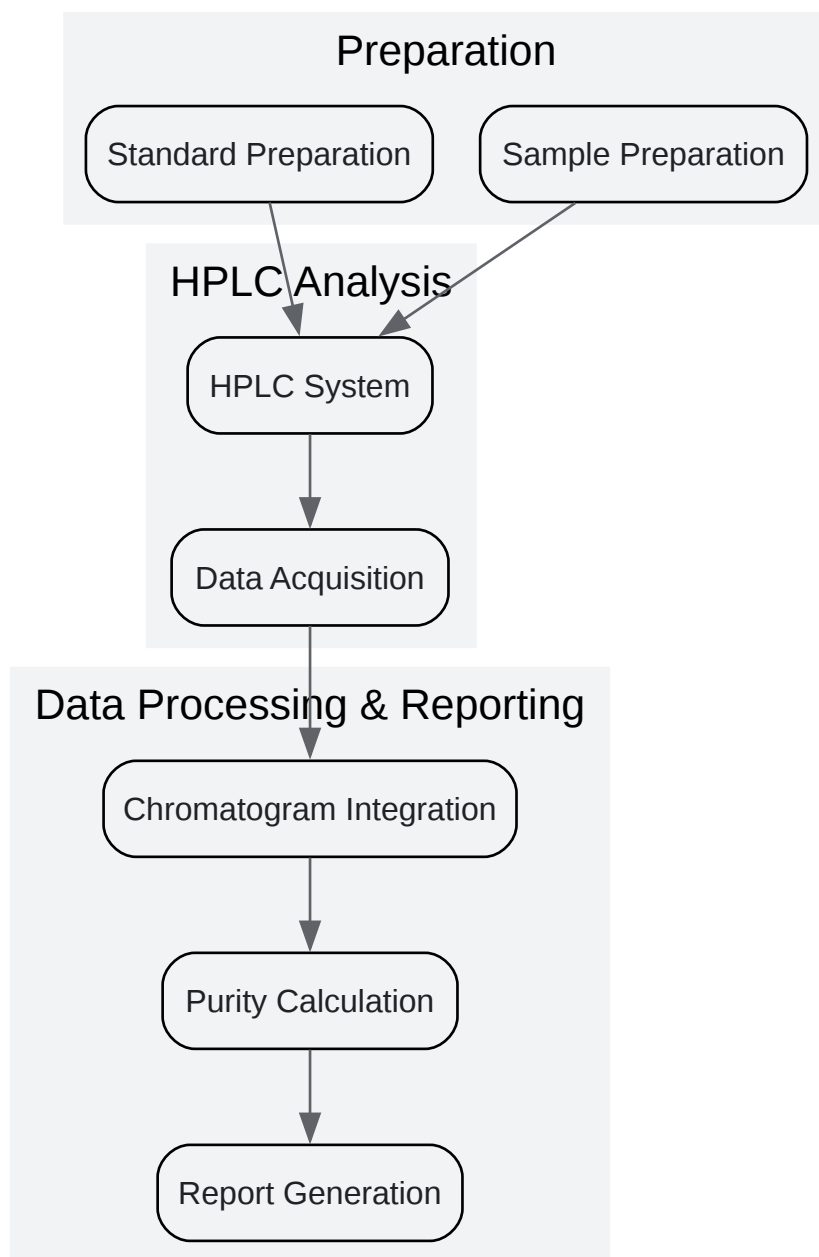 Preparation
Standard Preparation
Sample Preparation
HPLC Analysis
HPLC System
Data Acquisition
Data Processing & Reporting
Chromatogram Integration
Purity Calculation
Report Generation